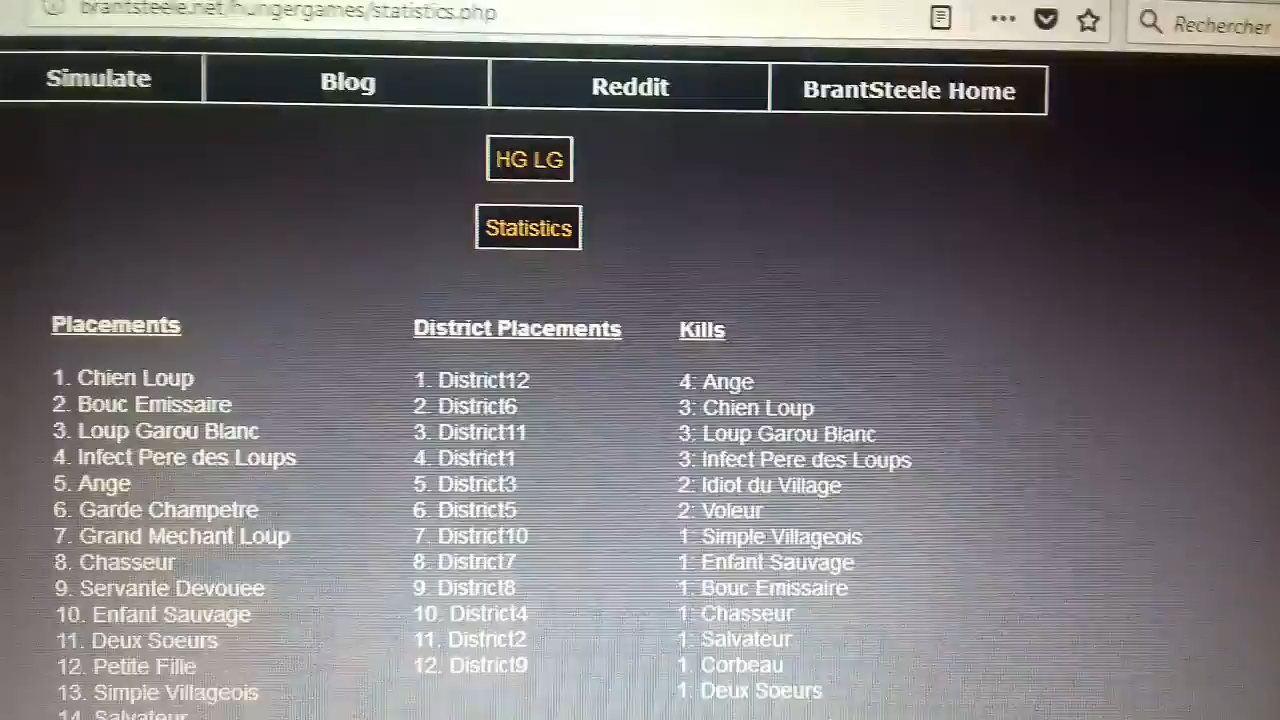 brantsteele.net/hungergames/statistics.php
Rechercher
Simulate
Blog
Reddit
BrantSteele Home
HG LG
Statistics
Placements
1. Chien Loup
2. Bouc Emissaire
3. Loup Garou Blanc
4. Infect Pere des Loups
5. Ange
6. Garde Champetre
7. Grand Mechant Loup
8. Chasseur
9. Servante Devouee
10. Enfant Sauvage
11. Deux Soeurs
12. Petite Fille
13. Simple Villageois
14. Salvateur
District Placements
1. District12
2. District6
3. District11
4. District1
5. District3
6. District5
7. District10
8. District7
9. District8
10. District4
11. District2
12. District9
Kills
4: Ange
3: Chien Loup
3: Loup Garou Blanc
3: Infect Pere des Loups
2: Idiot du Village
2: Voleur
1: Simple Villageois
1: Enfant Sauvage
1: Bouc Emissaire
1: Chasseur
1: Salvateur
1: Corbeau
1: Deux Soeurs